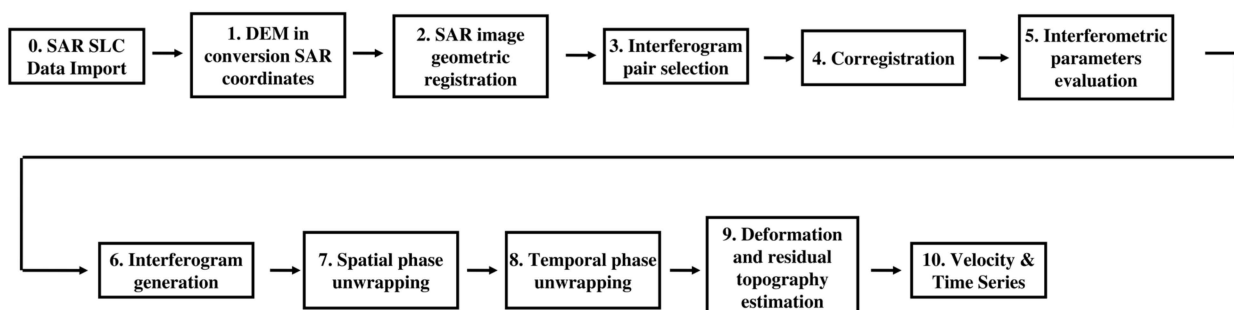 0. SAR SLC
Data Import
1. DEM in
conversion SAR
coordinates
2. SAR image
geometric
registration
3. Interferogram
pair selection
4. Corregistration
5. Interferometric
parameters
evaluation
6. Interferogram
generation
7. Spatial phase
unwrapping
8. Temporal phase
unwrapping
9. Deformation
and residual
topography
estimation
10. Velocity &
Time Series